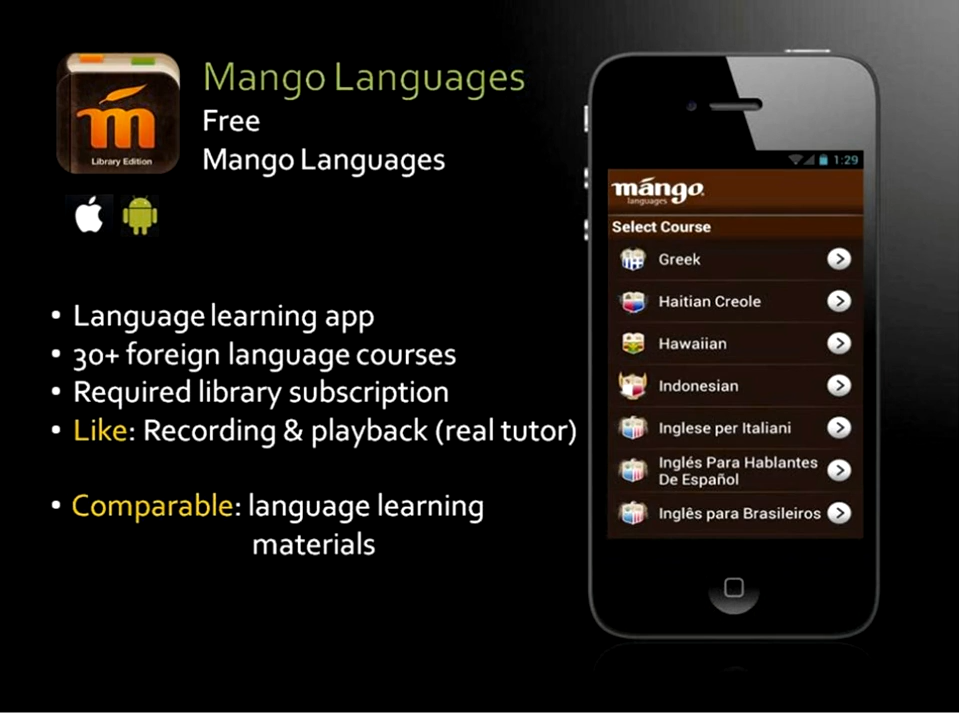 Mango Languages
Free
Mango Languages
Library Edition
• Language learning app
• 30+ foreign language courses
• Required library subscription
• Like: Recording & playback (real tutor)
• Comparable: language learning
materials
1:29
mango
languages
Select Course
Greek
Haitian Creole
Hawaiian
Indonesian
Inglese per Italiani
Inglés Para Hablantes
De Español
Inglês para Brasileiros